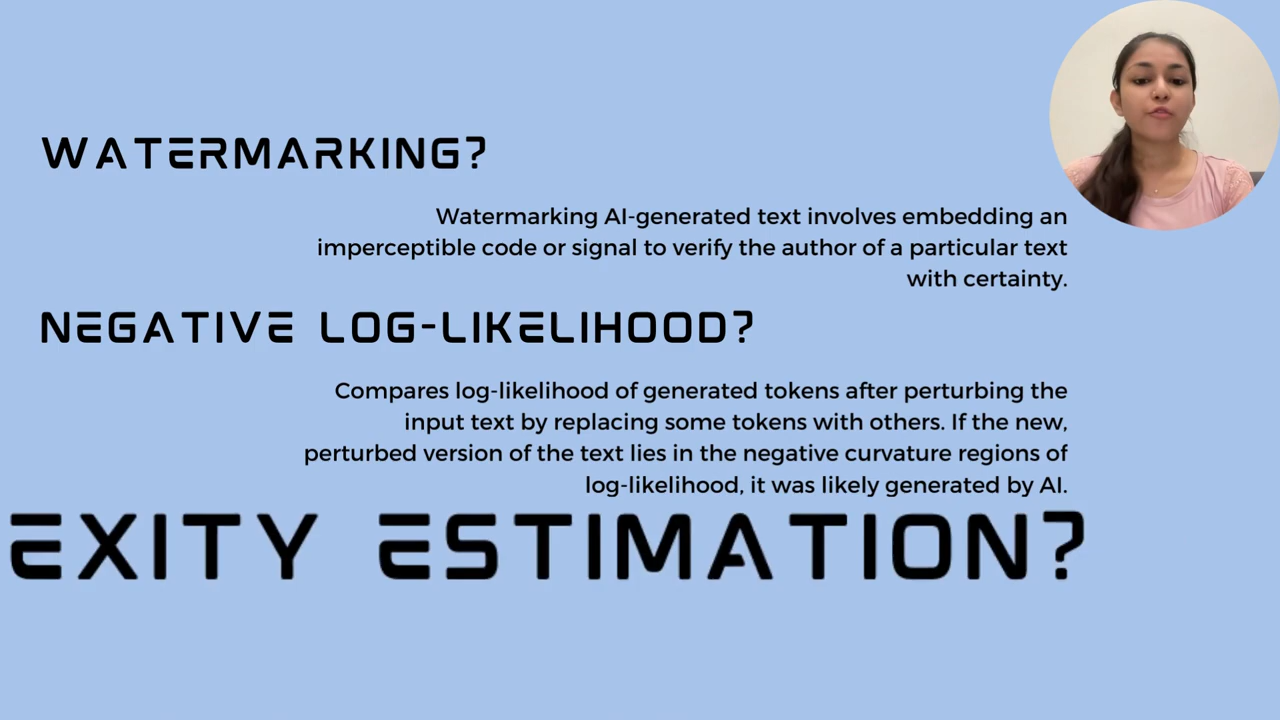 WATERMARKING?
Watermarking AI-generated text involves embedding an
imperceptible code or signal to verify the author of a particular text
with certainty.
NEGATIVE LOG-LIKELIHOOD?
Compares log-likelihood of generated tokens after perturbing the
input text by replacing some tokens with others. If the new,
perturbed version of the text lies in the negative curvature regions of
log-likelihood, it was likely generated by AI.
EXITY ESTIMATION?